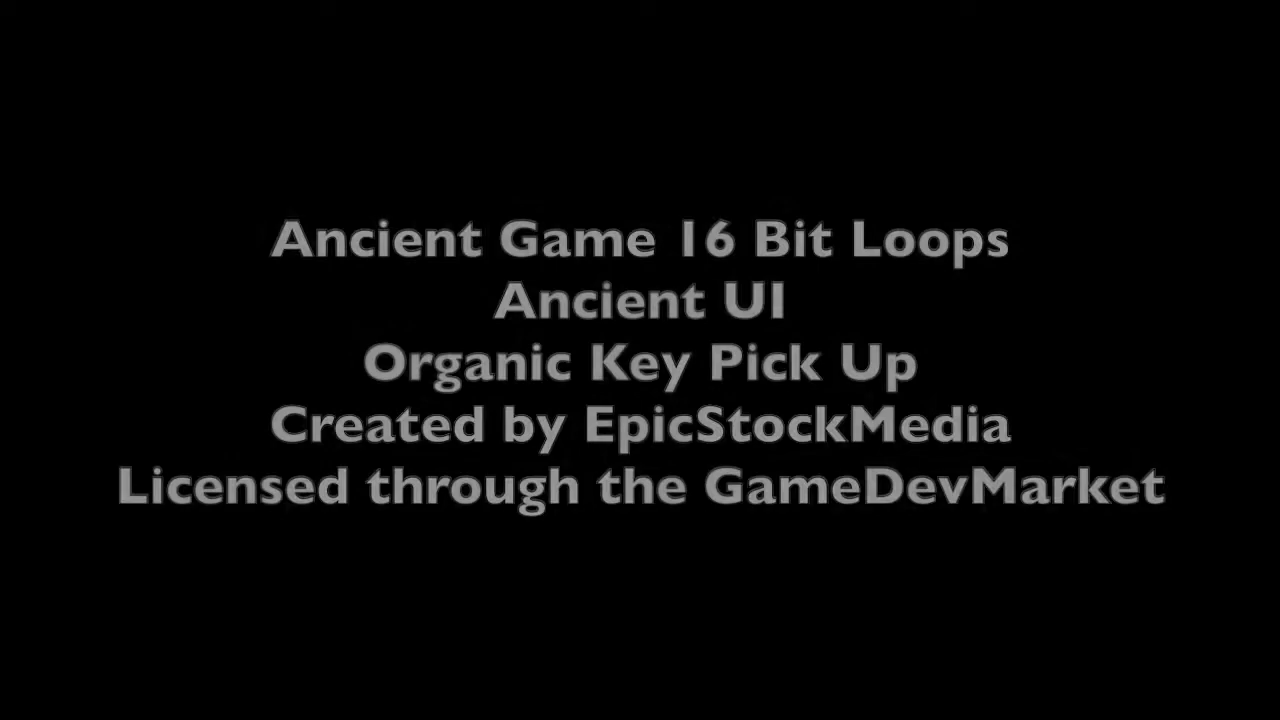 Ancient Game 16 Bit Loops
Ancient UI
Organic Key Pick Up
Created by EpicStockMedia
Licensed through the GameDevMarket